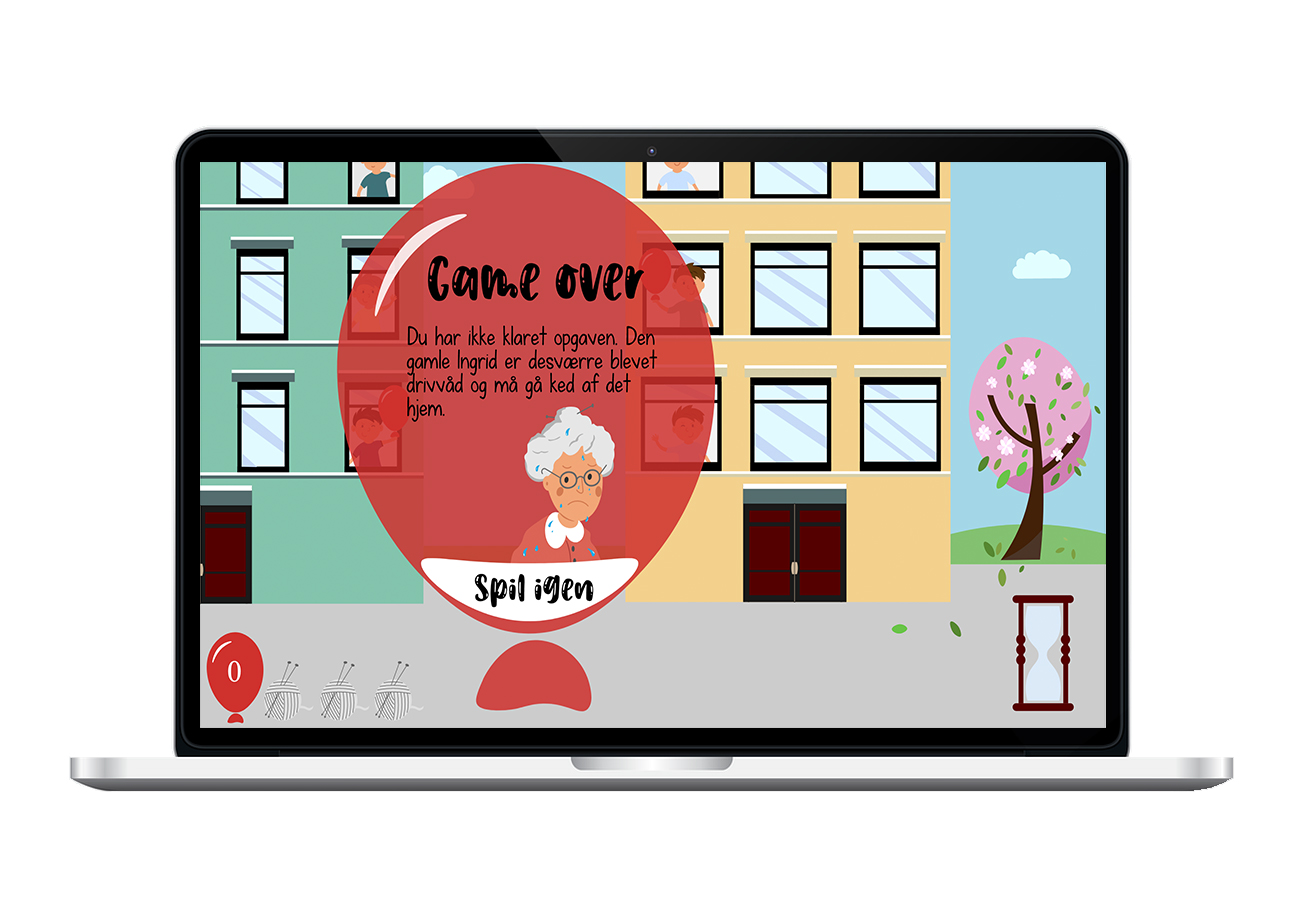 Game over
Du har ikke klaret opgaven. Den
gamle Ingrid er desværre blevet
drivvåd og må gå ked af det
hjem.
Spil igen
0